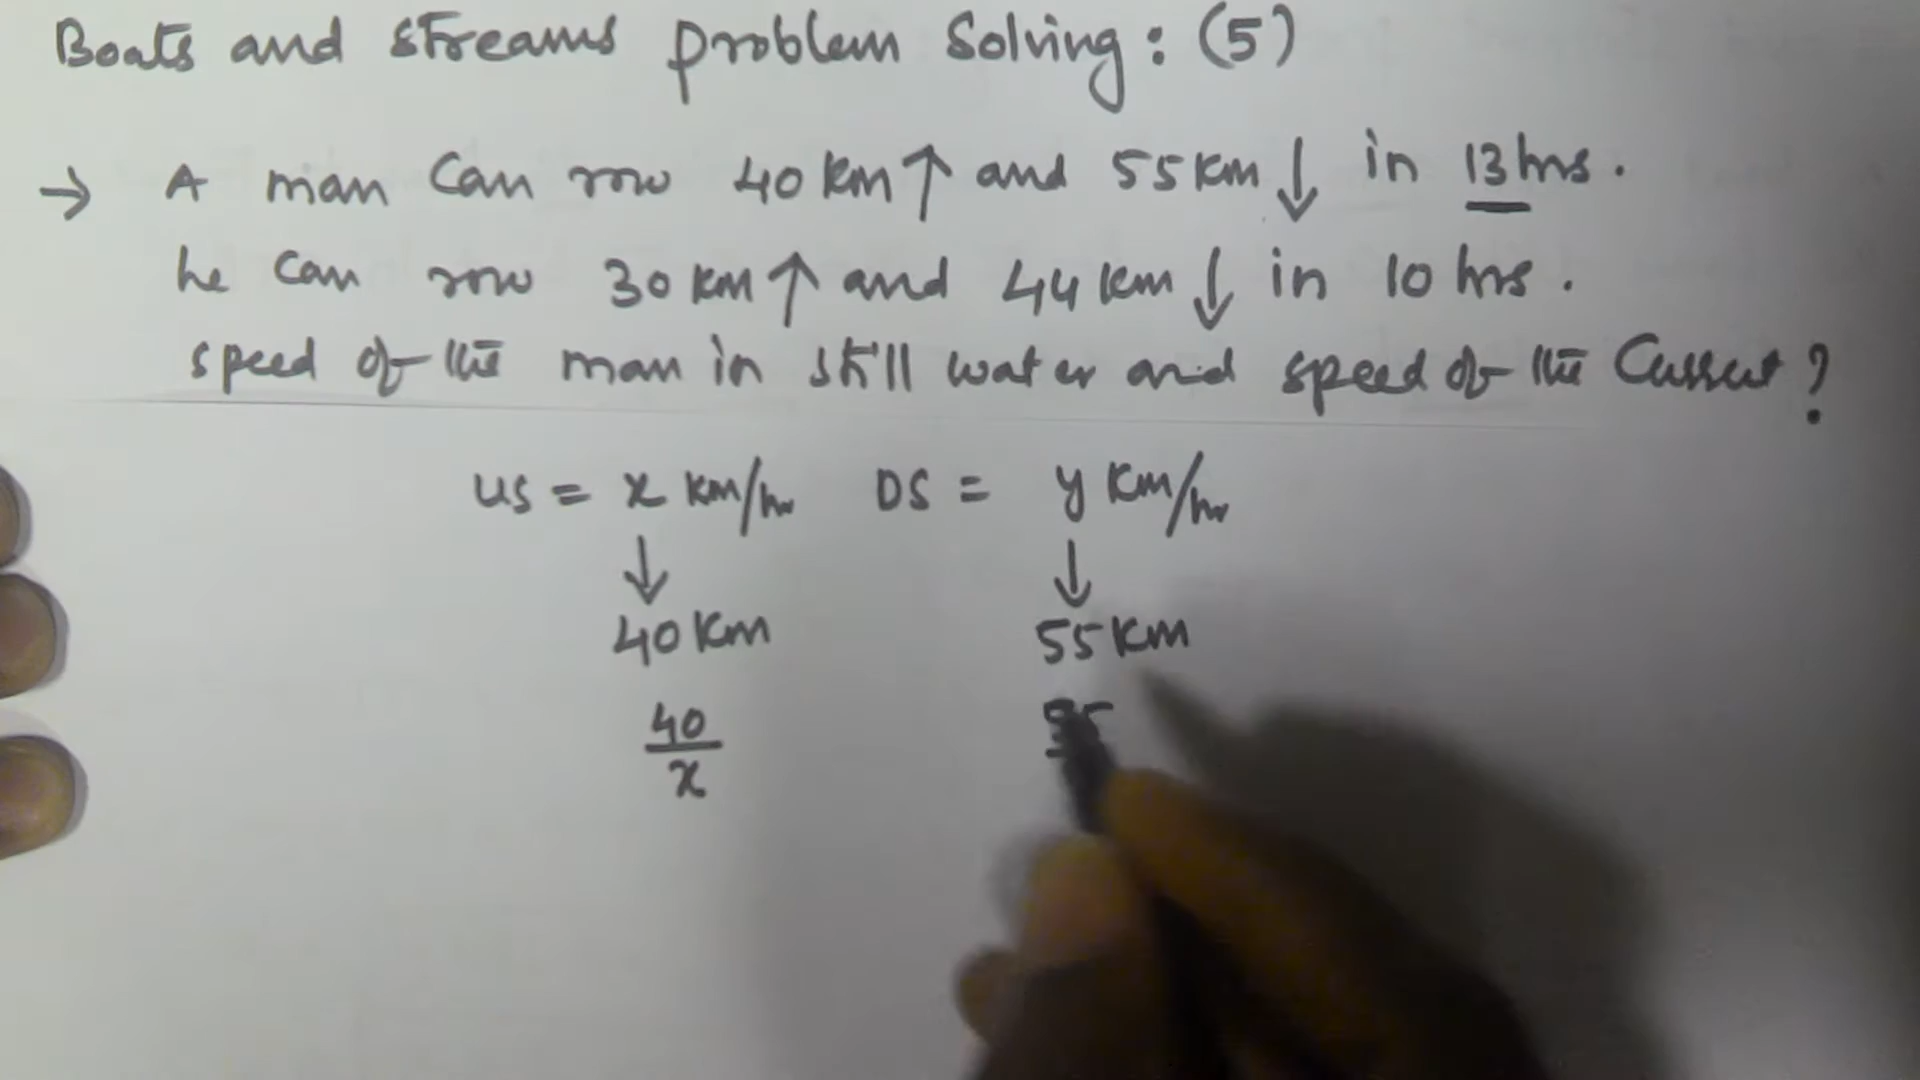 Boats and streams problem solving: (5)
→ A man can row 40 km ↑ and 55 km ↓ in 13 hrs.
he can row 30 km ↑ and 44 km ↓ in 10 hrs.
speed of the man in still water and speed of the Current?
US = x km/hr DS = y km/hr
↓ ↓
40 km 55 km
40 55
x